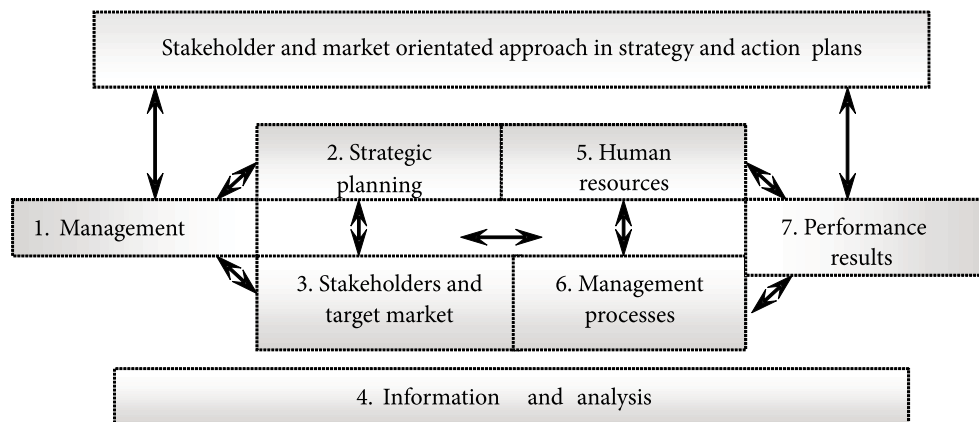 Stakeholder and market orientated approach in strategy and action plans
2. Strategic
planning
5. Human
resources
1. Management
7. Performance
results
3. Stakeholders and
target market
6. Management
processes
4. Information and analysis